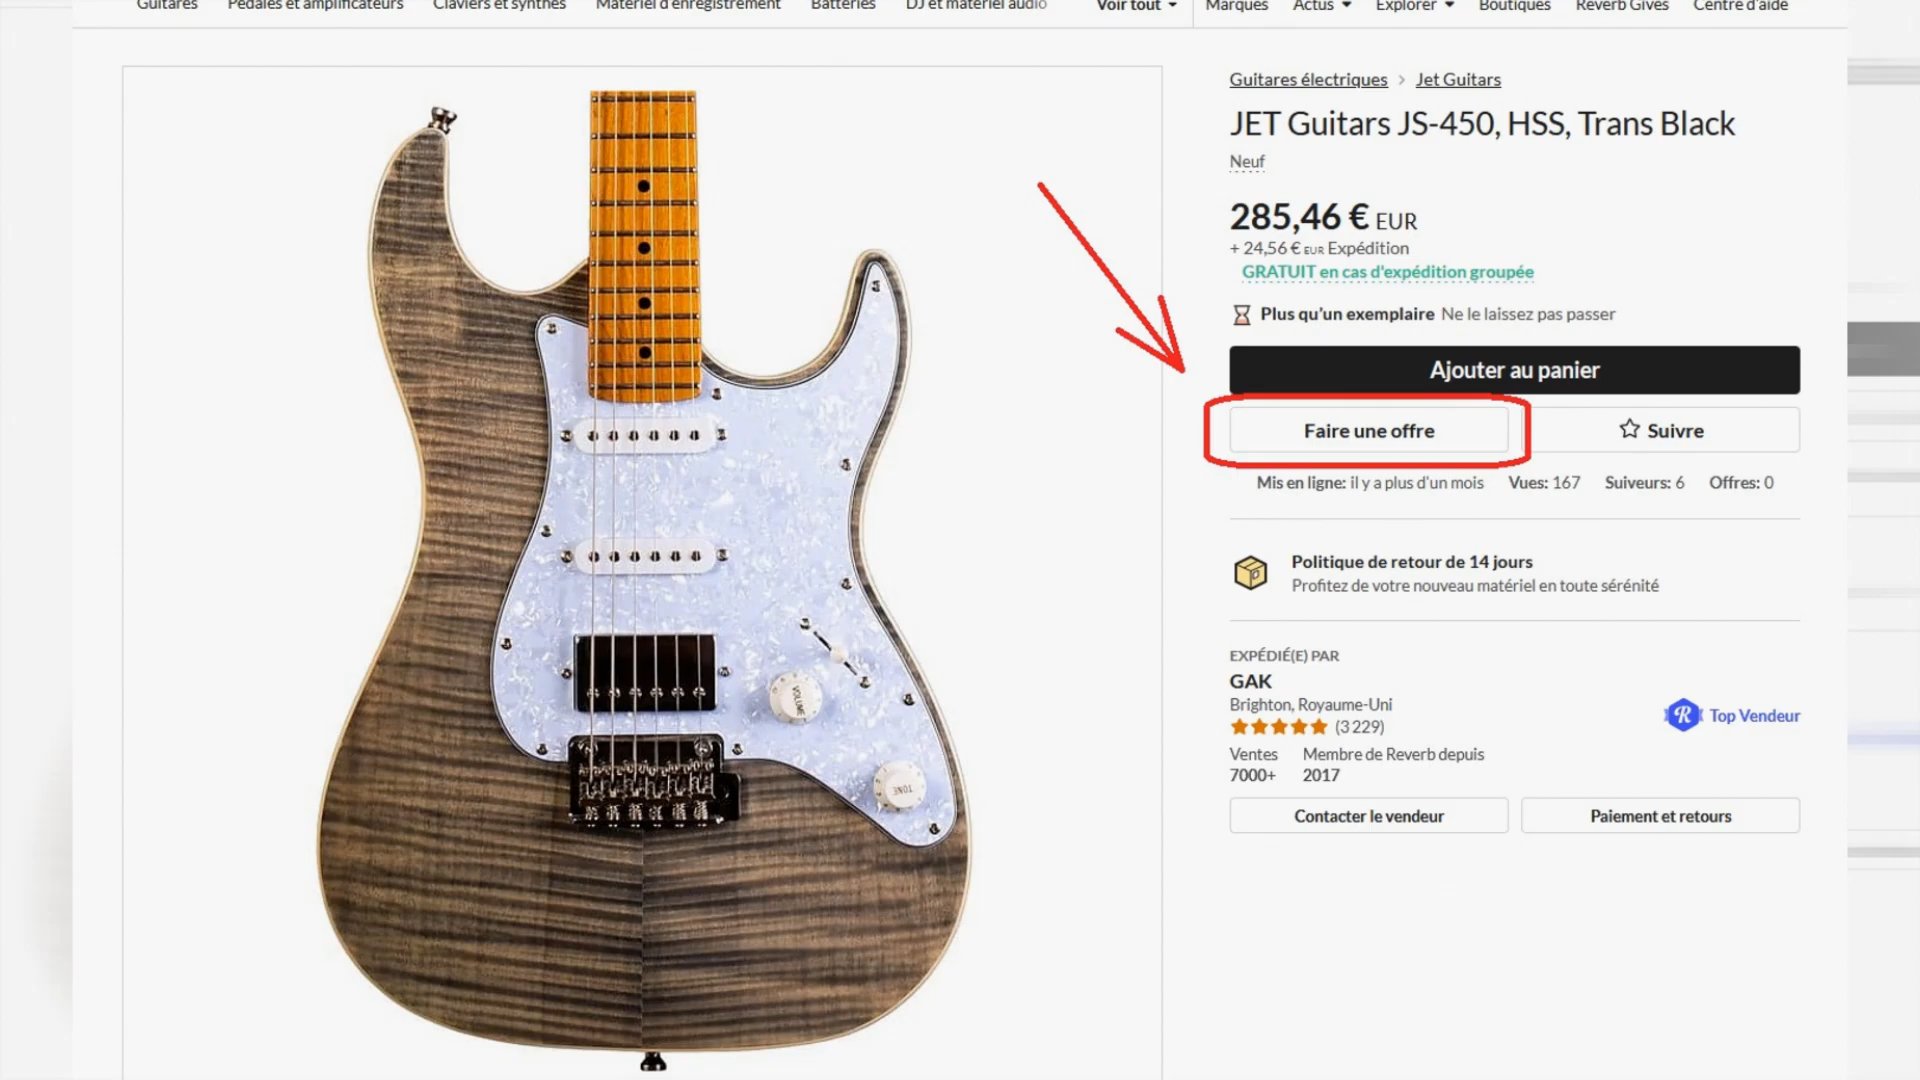 Guitares Pédales et amplificateurs Claviers et synthés Matériel d'enregistrement Batteries DJ et matériel audio Voir tout Marques Actus Explorer Boutiques Reverb Gives Centre d'aide
Guitares électriques > Jet Guitars
JET Guitars JS-450, HSS, Trans Black
Neuf
285,46 € EUR
+ 24,56 € EUR Expédition
GRATUIT en cas d'expédition groupée
Plus qu'un exemplaire Ne le laissez pas passer
Ajouter au panier
Faire une offre
Suivre
Mis en ligne: il y a plus d'un mois Vues: 167 Suiveurs: 6 Offres: 0
Politique de retour de 14 jours
Profitez de votre nouveau matériel en toute sérénité
EXPÉDIÉ(E) PAR
GAK
Brighton, Royaume-Uni
(3 229)
Top Vendeur
Ventes Membre de Reverb depuis
7000+ 2017
Contacter le vendeur
Paiement et retours
VOLUME
TONE